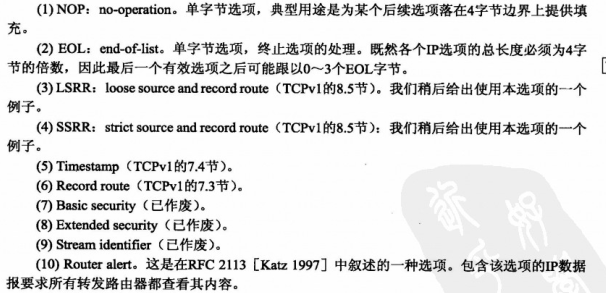 (1) NOP：no-operation。单字节选项，典型用途是为某个后续选项落在4字节边界上提供填
充。
(2) EOL：end-of-list。单字节选项，终止选项的处理。既然各个IP选项的总长度必须为4字
节的倍数，因此最后一个有效选项之后可能跟以0～3个EOL字节。
(3) LSRR：loose source and record route（TCPv1的8.5节）。我们稍后给出使用本选项的一个
例子。
(4) SSRR：strict source and record route（TCPv1的8.5节）：我们稍后给出使用本选项的一个
例子。
(5) Timestamp（TCPv1的7.4节）。
(6) Record route（TCPv1的7.3节）。
(7) Basic security（已作废）。
(8) Extended security（已作废）。
(9) Stream identifier（已作废）。
(10) Router alert。这是在RFC 2113［Katz 1997］中叙述的一种选项。包含该选项的IP数据
报要求所有转发路由器都查看其内容。